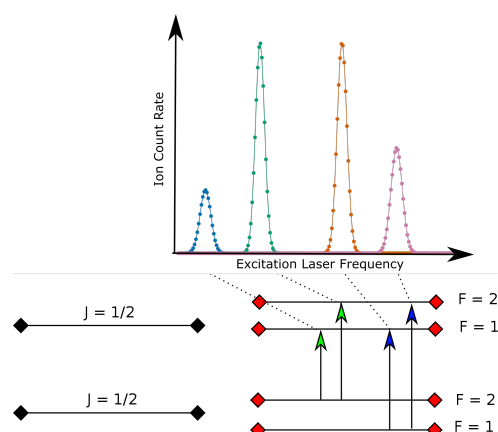 Ion Count Rate
Excitation Laser Frequency
J = 1/2
F = 2
F = 1
J = 1/2
F = 2
F = 1